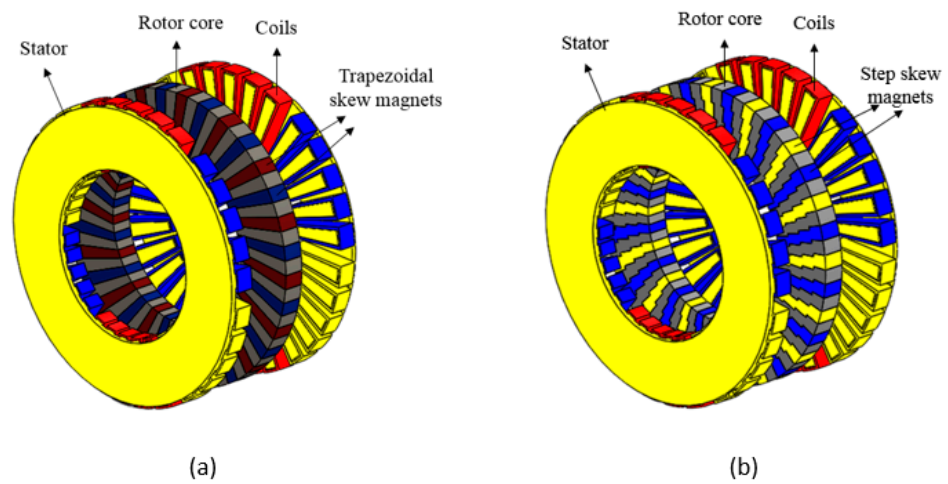 Stator
Rotor core
Coils
Trapezoidal
skew magnets
(a)
Stator
Rotor core
Coils
Step skew
magnets
(b)